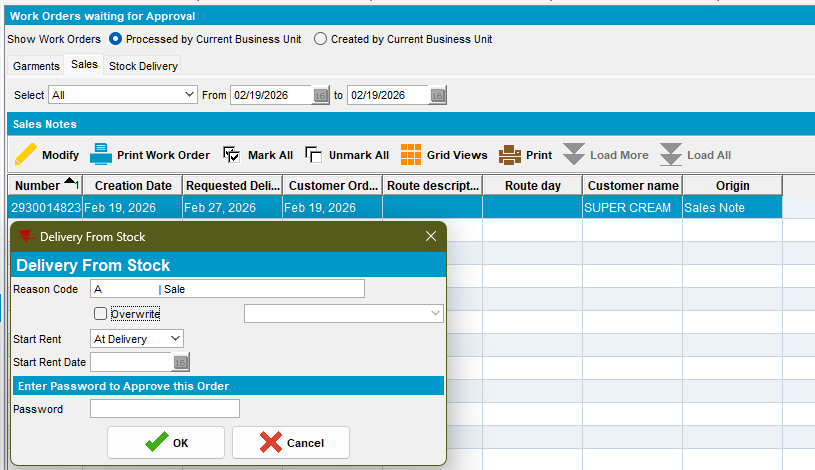 Work Orders waiting for Approval
Show Work Orders Processed by Current Business Unit Created by Current Business Unit
Garments Sales Stock Delivery
Select All From 02/19/2026 16 to 02/19/2026 16
Sales Notes
Modify Print Work Order Mark All Unmark All Grid Views Print Load More Load All
Number 1 Creation Date Requested Deli... Customer Ord... Route descript... Route day Customer name Origin
2930014823 Feb 19, 2026 Feb 27, 2026 Feb 19, 2026 SUPER CREAM Sales Note
Delivery From Stock
Delivery From Stock
Reason Code A | Sale
Overwrite
Start Rent At Delivery
Start Rent Date 16
Enter Password to Approve this Order
Password
OK Cancel